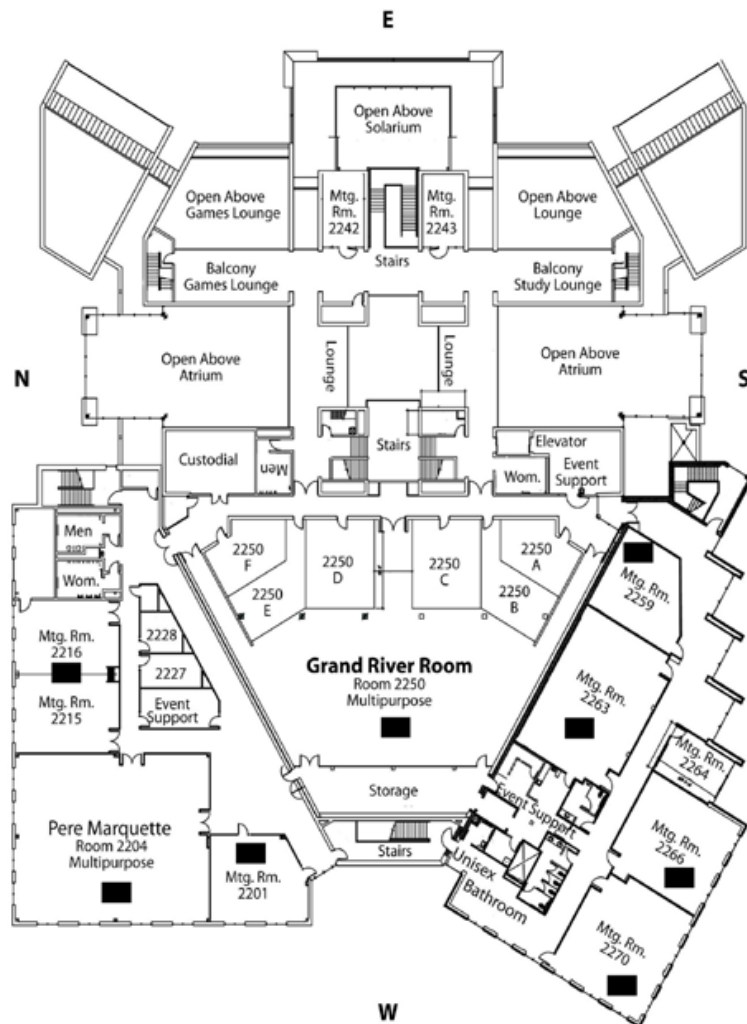 E
Open Above
Solarium
Open Above
Games Lounge
Mtg.
Rm.
2242
Mtg.
Rm.
2243
Open Above
Lounge
Stairs
Balcony
Games Lounge
Balcony
Study Lounge
N
Open Above
Atrium
Lounge
Lounge
Open Above
Atrium
S
Custodial
Men
Stairs
Elevator
Wom.
Event
Support
Men
Wom.
2250
F
2250
E
2250
D
2250
C
2250
A
2250
B
Mtg. Rm.
2259
Mtg. Rm.
2216
Mtg. Rm.
2215
2228
2227
Event
Support
Grand River Room
Room 2250
Multipurpose
Mtg. Rm.
2263
Mtg. Rm.
2264
Storage
Event Support
Pere Marquette
Room 2204
Multipurpose
Mtg. Rm.
2201
Stairs
Unisex
Bathroom
Mtg. Rm.
2266
Mtg. Rm.
2270
W